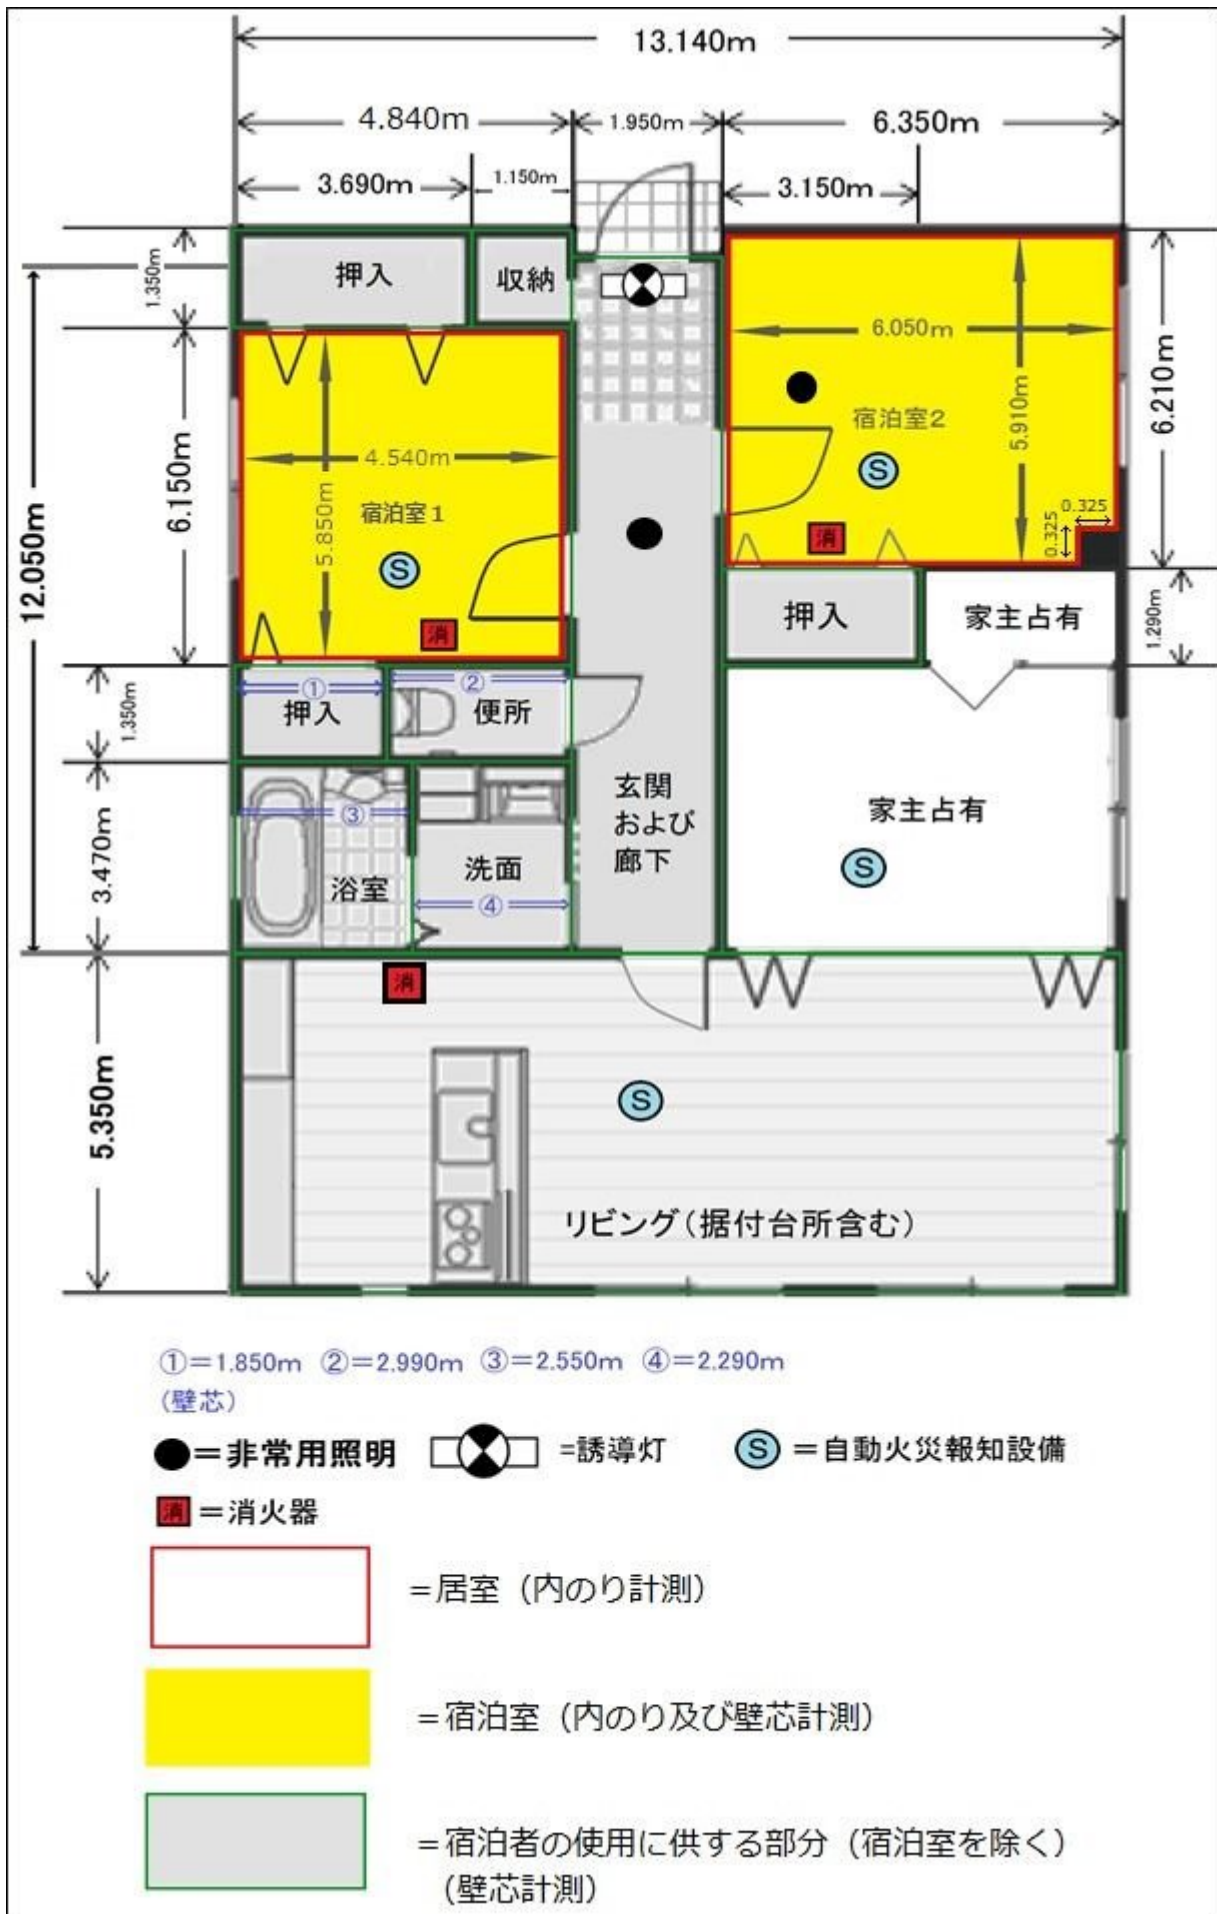 13.140m
4.840m
1.950m
6.350m
3.690m
1.150m
3.150m
1.350m
押入
収納
12.050m
6.150m
4.540m
5.850m
宿泊室1
S
消
6.050m
5.910m
宿泊室2
S
消
0.325
0.325
6.210m
押入
家主占有
1.290m
1.350m
①
押入
②
便所
3.470m
③
浴室
洗面
④
玄関
および
廊下
家主占有
S
5.350m
消
S
リビング(据付台所含む)
①=1.850m ②=2.990m ③=2.550m ④=2.290m
(壁芯)
●=非常用照明 =誘導灯 S=自動火災報知設備
消=消火器
=居室(内のり計測)
=宿泊室(内のり及び壁芯計測)
=宿泊者の使用に供する部分(宿泊室を除く)
(壁芯計測)